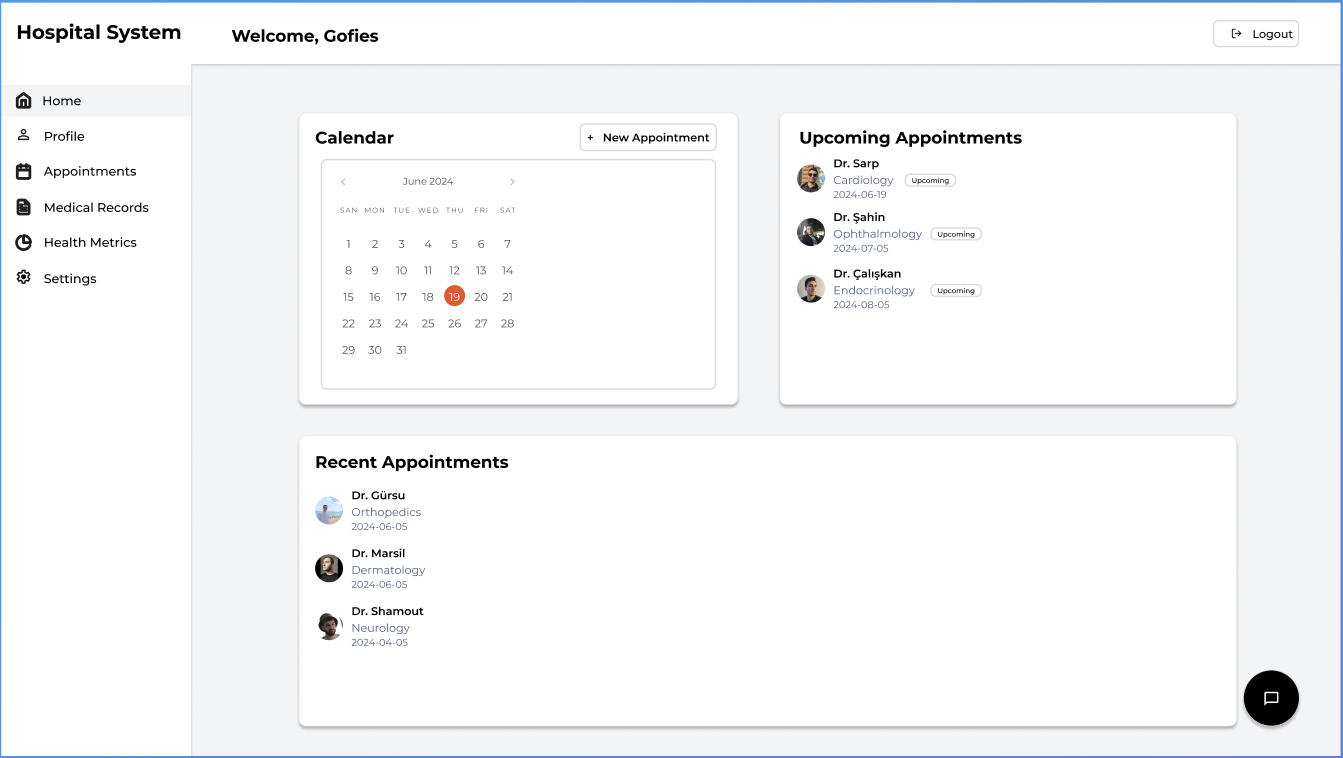 Hospital System
Welcome, Gofies
Logout
Home
Profile
Appointments
Medical Records
Health Metrics
Settings
Calendar
+ New Appointment
June 2024
SAN MON TUE WED THU FRI SAT
1 2 3 4 5 6 7
8 9 10 11 12 13 14
15 16 17 18 19 20 21
22 23 24 25 26 27 28
29 30 31
Upcoming Appointments
Dr. Sarp
Cardiology Upcoming
2024-06-19
Dr. Şahin
Ophthalmology Upcoming
2024-07-05
Dr. Çalışkan
Endocrinology Upcoming
2024-08-05
Recent Appointments
Dr. Gürsu
Orthopedics
2024-06-05
Dr. Marsil
Dermatology
2024-06-05
Dr. Shamout
Neurology
2024-04-05